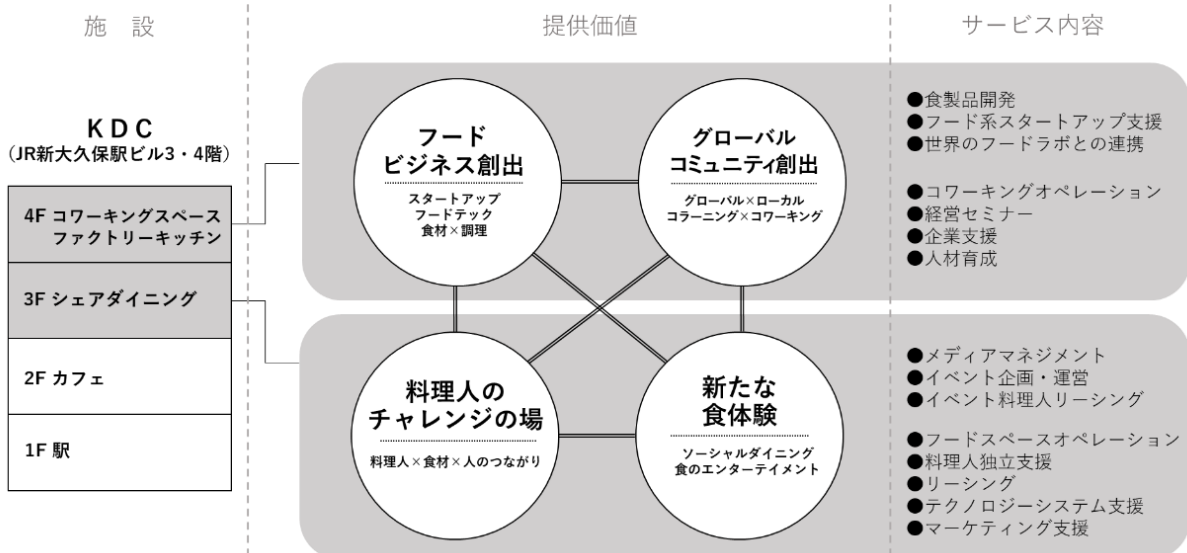 施　設
提供価値
サービス内容
KDC
(JR新大久保駅ビル3・4階)
4F コワーキングスペース
ファクトリーキッチン
3F シェアダイニング
2F カフェ
1F 駅
フード
ビジネス創出
スタートアップ
フードテック
食材×調理
グローバル
コミュニティ創出
グローバル×ローカル
コラーニング×コワーキング
料理人の
チャレンジの場
料理人×食材×人のつながり
新たな
食体験
ソーシャルダイニング
食のエンターテイメント
●食製品開発
●フード系スタートアップ支援
●世界のフードラボとの連携
●コワーキングオペレーション
●経営セミナー
●企業支援
●人材育成
●メディアマネジメント
●イベント企画・運営
●イベント料理人リーシング
●フードスペースオペレーション
●料理人独立支援
●リーシング
●テクノロジーシステム支援
●マーケティング支援